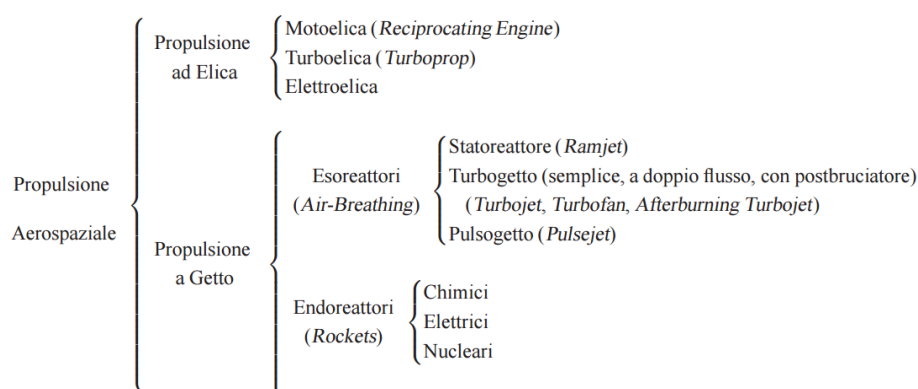 Propulsione
Aerospaziale
Propulsione
ad Elica
Motoelica (Reciprocating Engine)
Turboelica (Turboprop)
Elettroelica
Propulsione
a Getto
Esoreattori
(Air-Breathing)
Statoreattore (Ramjet)
Turbogetto (semplice, a doppio flusso, con postbruciatore)
(Turbojet, Turbofan, Afterburning Turbojet)
Pulsogetto (Pulsejet)
Endoreattori
(Rockets)
Chimici
Elettrici
Nucleari